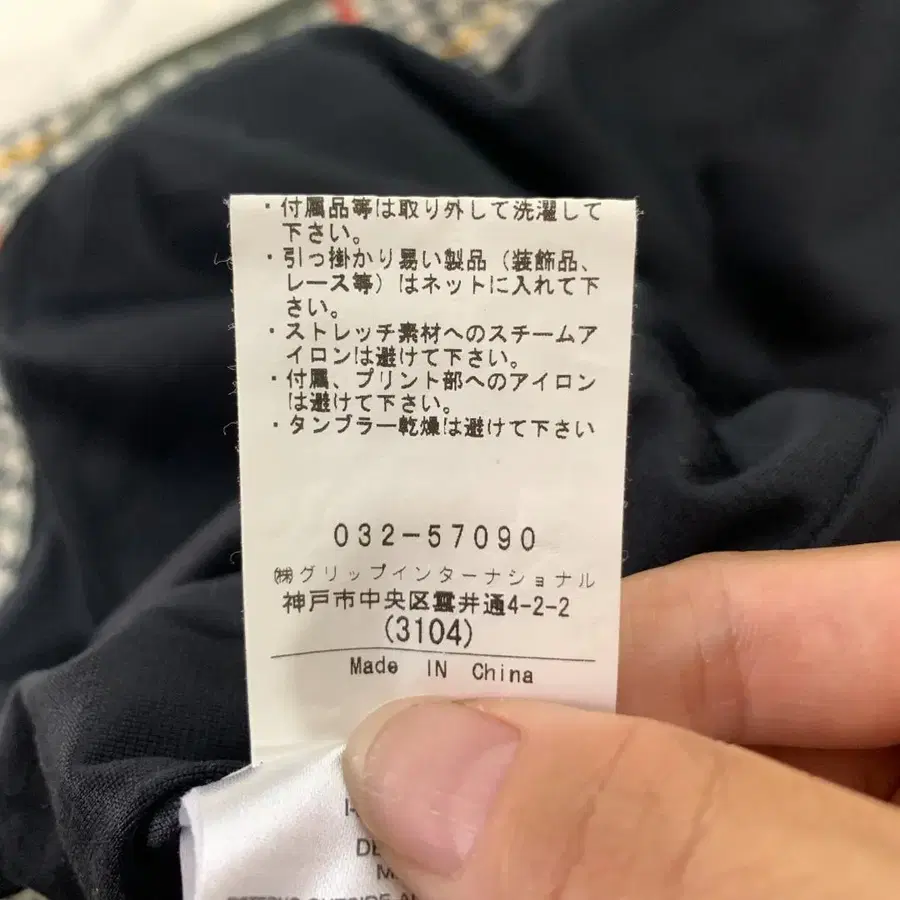 ・付属品等は取り外して洗濯して
下さい。
・引っ掛かり易い製品（装飾品、
レース等）はネットに入れて下
さい。
・ストレッチ素材へのスチームア
イロンは避けて下さい。
・付属、プリント部へのアイロン
は避けて下さい。
・タンブラー乾燥は避けて下さい
032-57090
㈱グリップインターナショナル
神戸市中央区雲井通4-2-2
(3104)
Made IN China
OUTSIDE